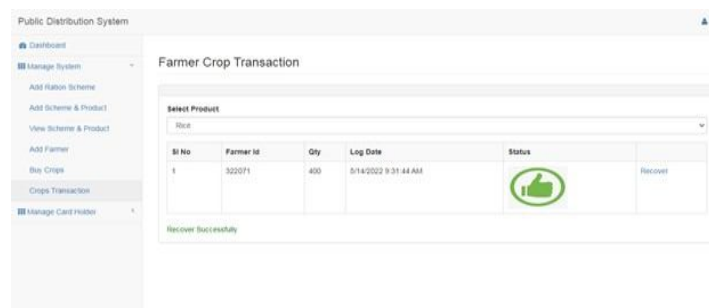 Public Distribution System
Dashboard
Manage System
Add Ration Scheme
Add Scheme & Product
View Scheme & Product
Add Farmer
Buy Crops
Crops Transaction
Manage Card Holder
Farmer Crop Transaction
Select Product
Rice
Sl No Farmer Id Qty Log Date Status
1 322071 400 5/14/2022 9:31:44 AM Recover
Recover Successfully